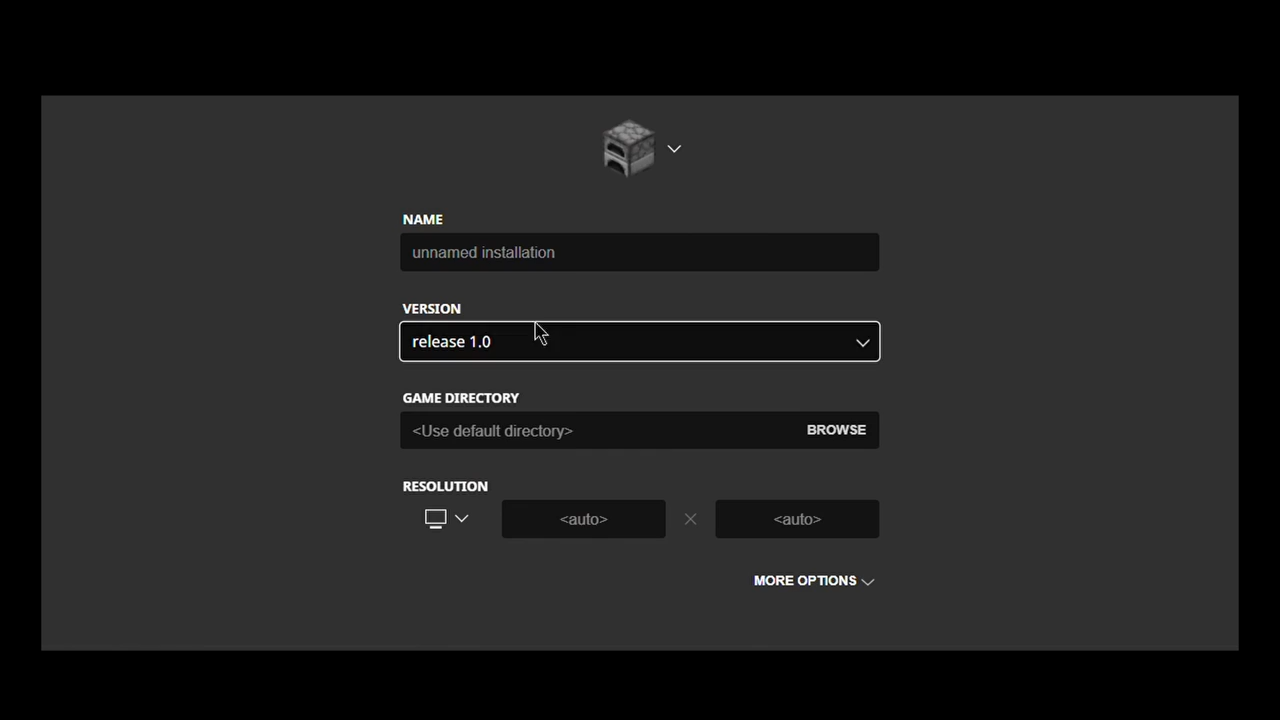 NAME
unnamed installation
VERSION
release 1.0
GAME DIRECTORY
<Use default directory> BROWSE
RESOLUTION
<auto> <auto>
MORE OPTIONS